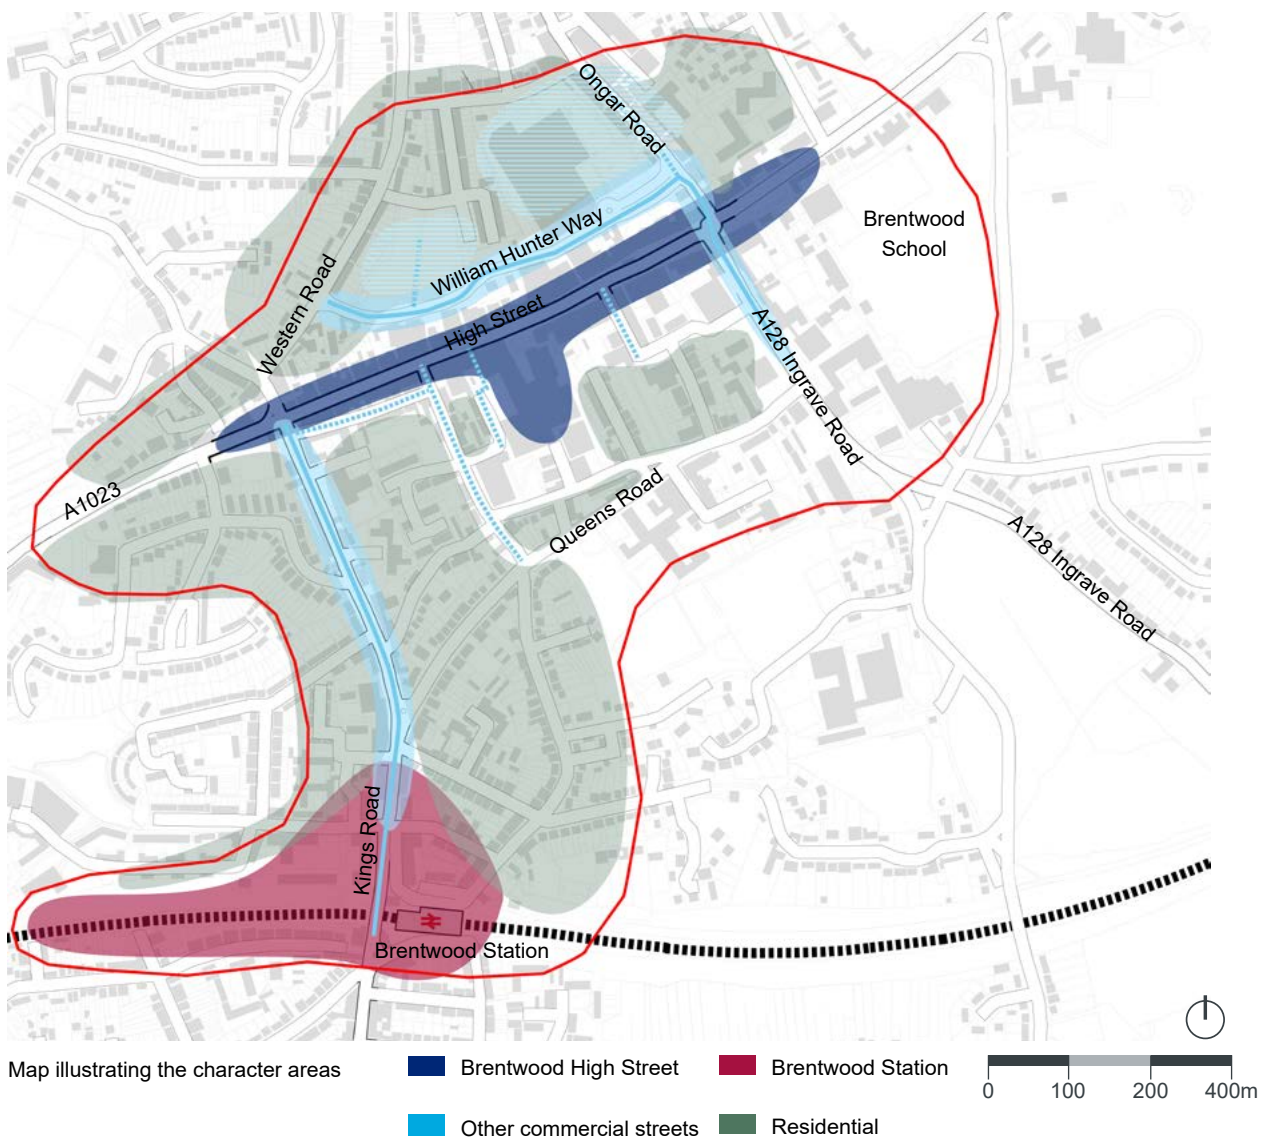 Ongar Road
Brentwood
School
William Hunter Way
Western Road
High Street
A128 Ingrave Road
A1023
Queens Road
A128 Ingrave Road
Kings Road
Brentwood Station
Map illustrating the character areas
Brentwood High Street
Brentwood Station
Other commercial streets
Residential
0 100 200 400m